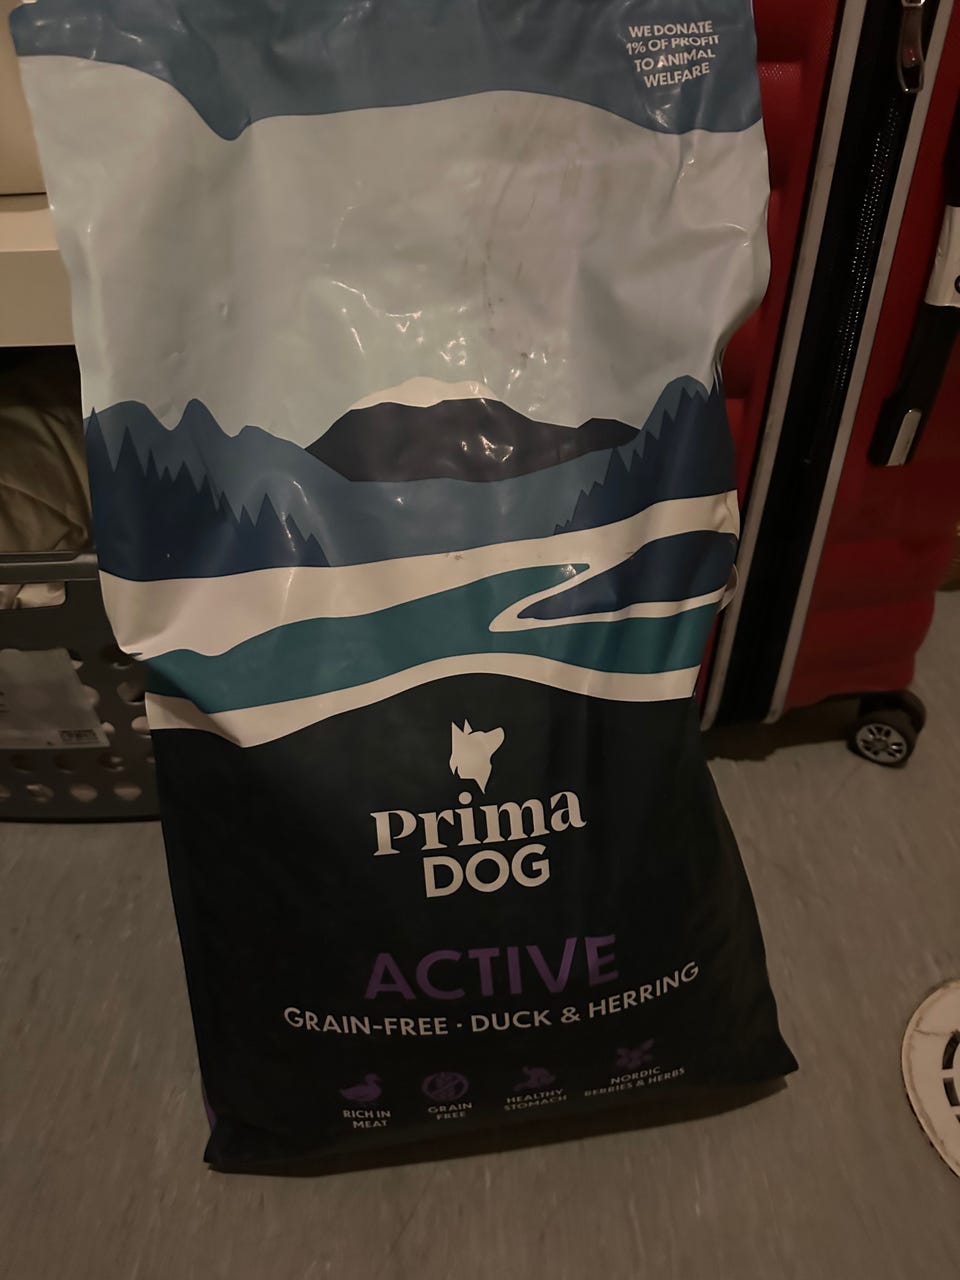 WE DONATE
1% OF PROFIT
TO ANIMAL
WELFARE
Prima
DOG
ACTIVE
GRAIN-FREE · DUCK & HERRING
RICH IN
MEAT
GRAIN
FREE
HEALTHY
STOMACH
NORDIC
BERRIES & HERBS